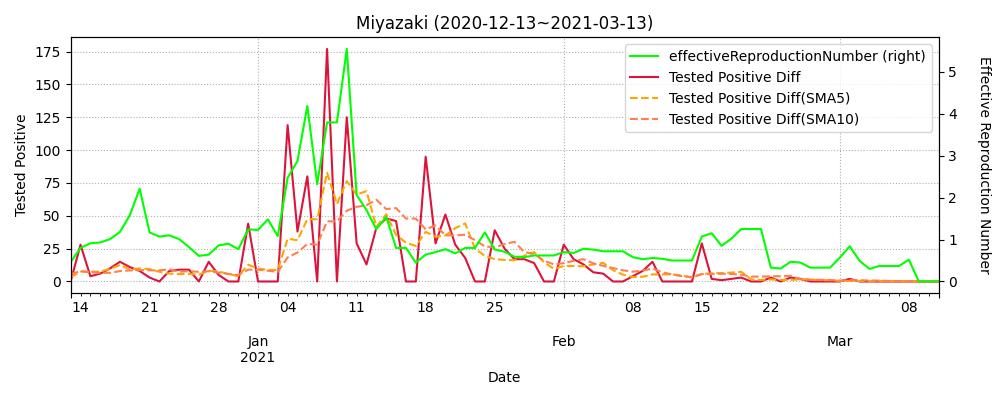 Miyazaki (2020-12-13~2021-03-13)
effectiveReproductionNumber (right)
Tested Positive Diff
Tested Positive Diff(SMA5)
Tested Positive Diff(SMA10)
Tested Positive
175
150
125
100
75
50
25
0
5
4
3
2
1
0
Effective Reproduction Number
14 21 28 04 11 18 25 08 15 22 08
Jan Feb Mar
2021
Date